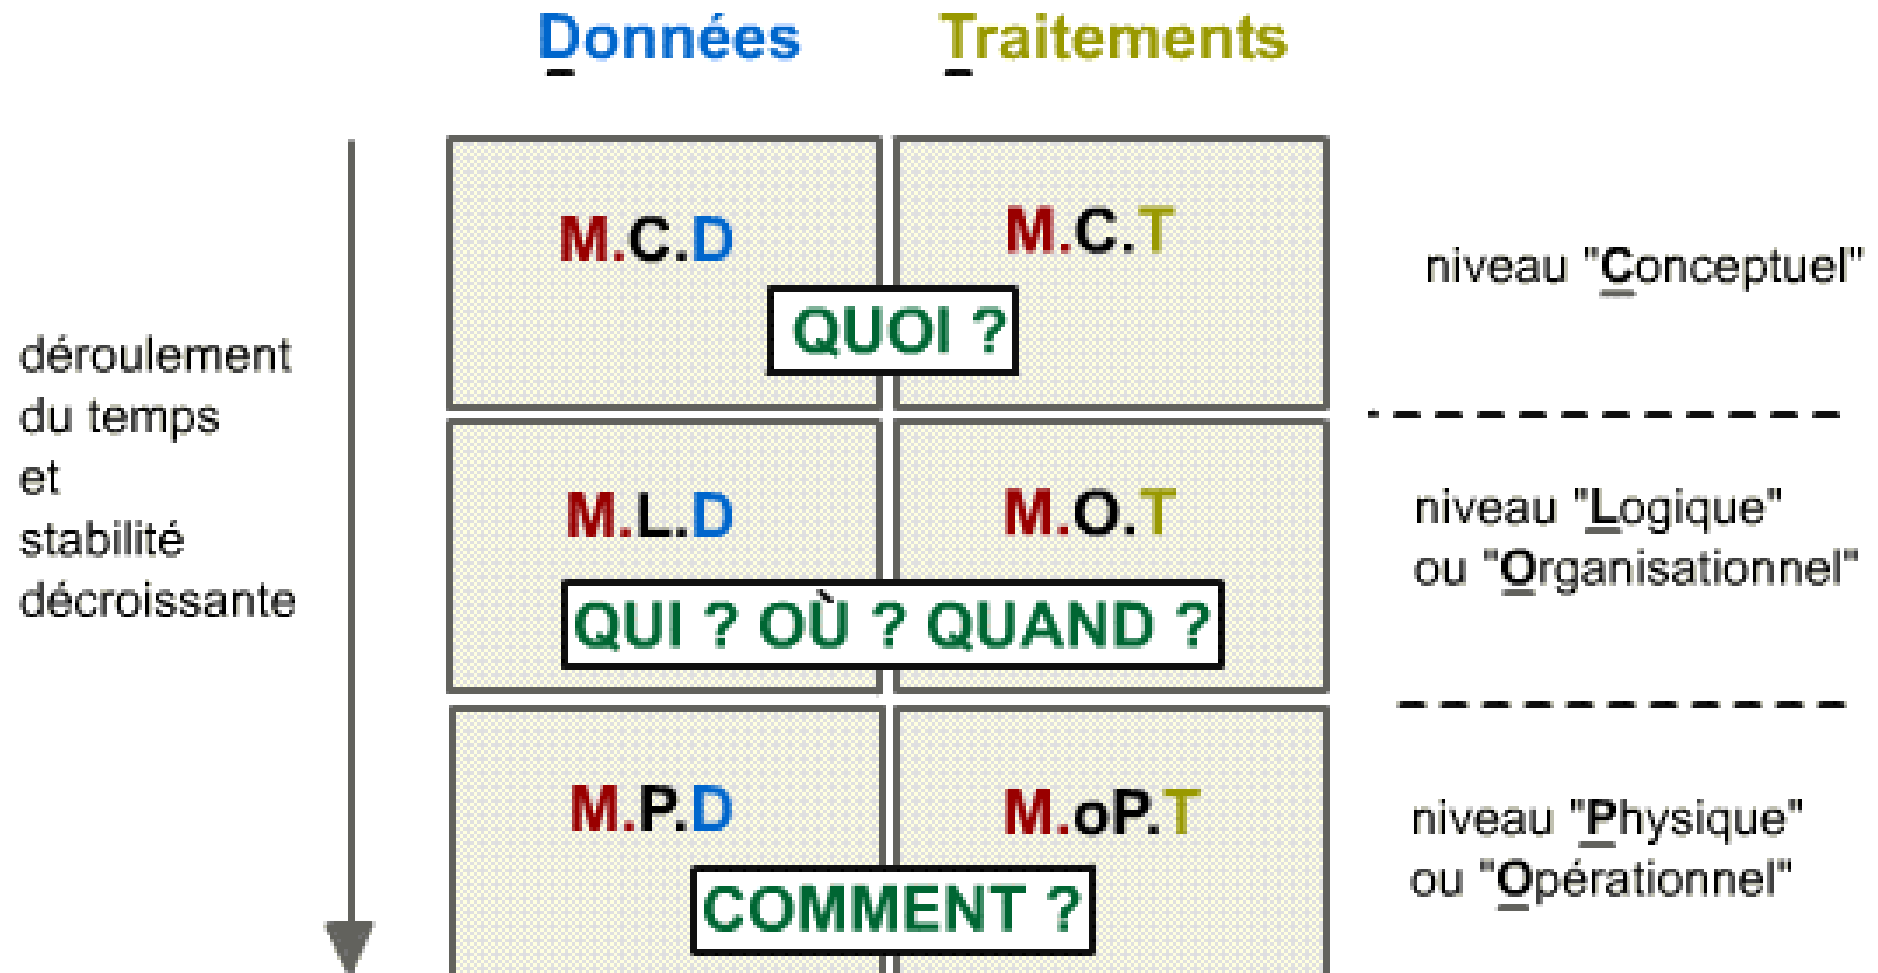 Données Traitements
M.C.D M.C.T
QUOI ?
niveau "Conceptuel"
déroulement
du temps
et
stabilité
décroissante
M.L.D M.O.T
QUI ? OÙ ? QUAND ?
niveau "Logique"
ou "Organisationnel"
M.P.D M.oP.T
COMMENT ?
niveau "Physique"
ou "Opérationnel"